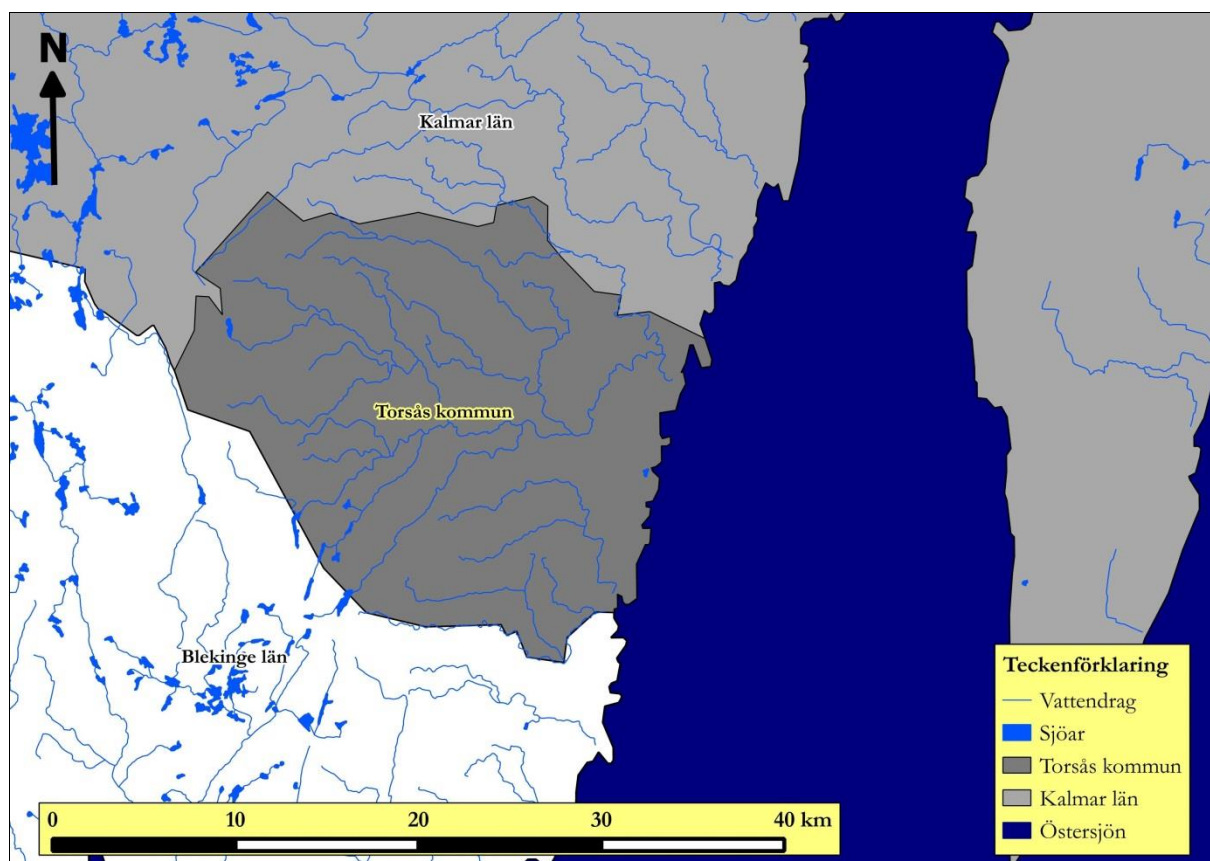 N
Kalmar län
Torsås kommun
Blekinge län
Teckenförklaring
Vattendrag
Sjöar
Torsås kommun
Kalmar län
Östersjön
0 10 20 30 40 km